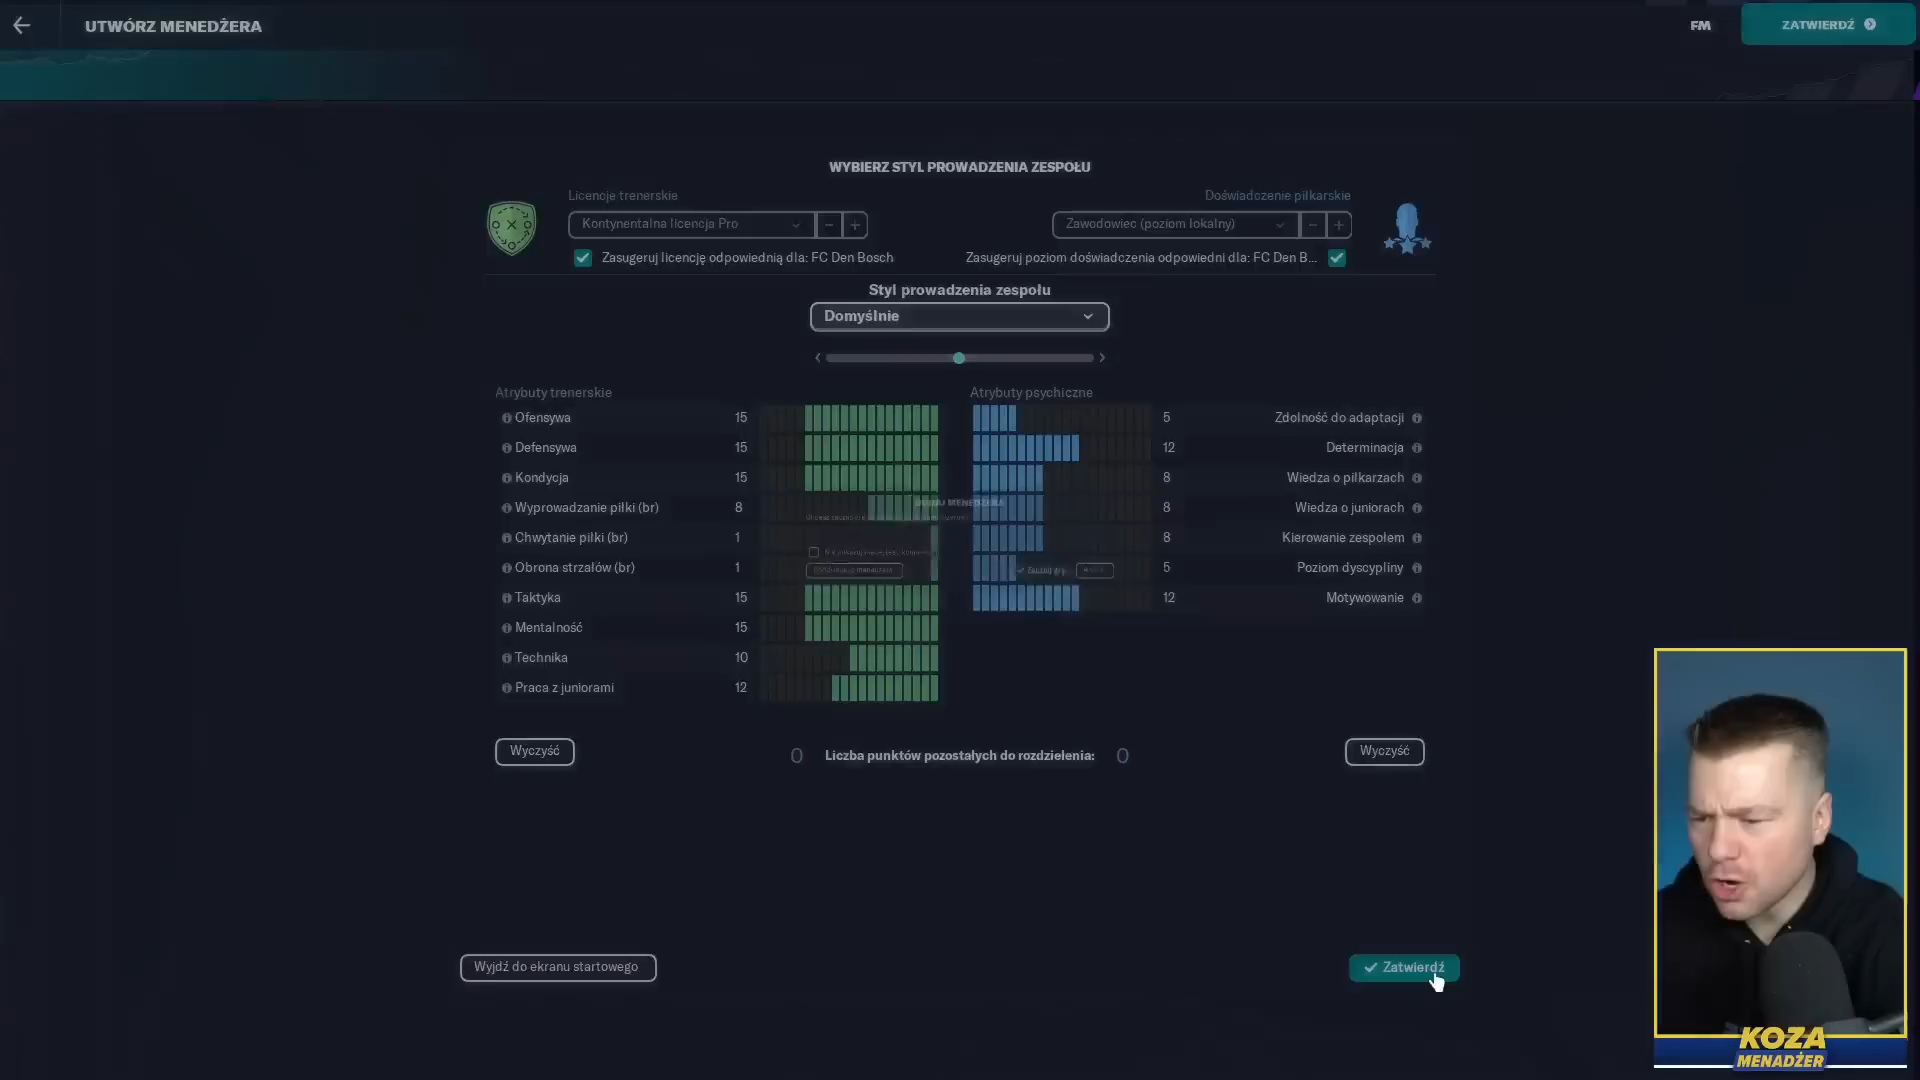 UTWÓRZ MENEDŻERA
FM
ZATWIERDŹ
WYBIERZ STYL PROWADZENIA ZESPOŁU
Licencje trenerskie
Doświadczenie piłkarskie
Kontynentalna licencja Pro
Zawodowiec (poziom lokalny)
Zasugeruj licencję odpowiednią dla: FC Den Bosch
Zasugeruj poziom doświadczenia odpowiedni dla: FC Den B...
Styl prowadzenia zespołu
Domyślnie
Atrybuty trenerskie
Atrybuty psychiczne
Ofensywa 15
5 Zdolność do adaptacji
Defensywa 15
12 Determinacja
Kondycja 15
8 Wiedza o piłkarzach
Wyprowadzanie piłki (br) 8
8 Wiedza o juniorach
Chwytanie piłki (br) 1
8 Kierowanie zespołem
Obrona strzałów (br) 1
5 Poziom dyscypliny
Taktyka 15
12 Motywowanie
Mentalność 15
Technika 10
Praca z juniorami 12
Wyczyść
0 Liczba punktów pozostałych do rozdzielenia: 0
Wyczyść
Wyjdź do ekranu startowego
Zatwierdź
KOZA
MENADŻER